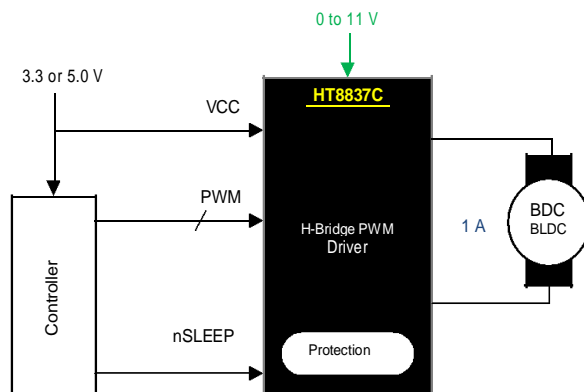 0 to 11 V
3.3 or 5.0 V
HT8837C
VCC
PWM
H-Bridge PWM
Driver
1 A
BDC
BLDC
Controller
nSLEEP
Protection